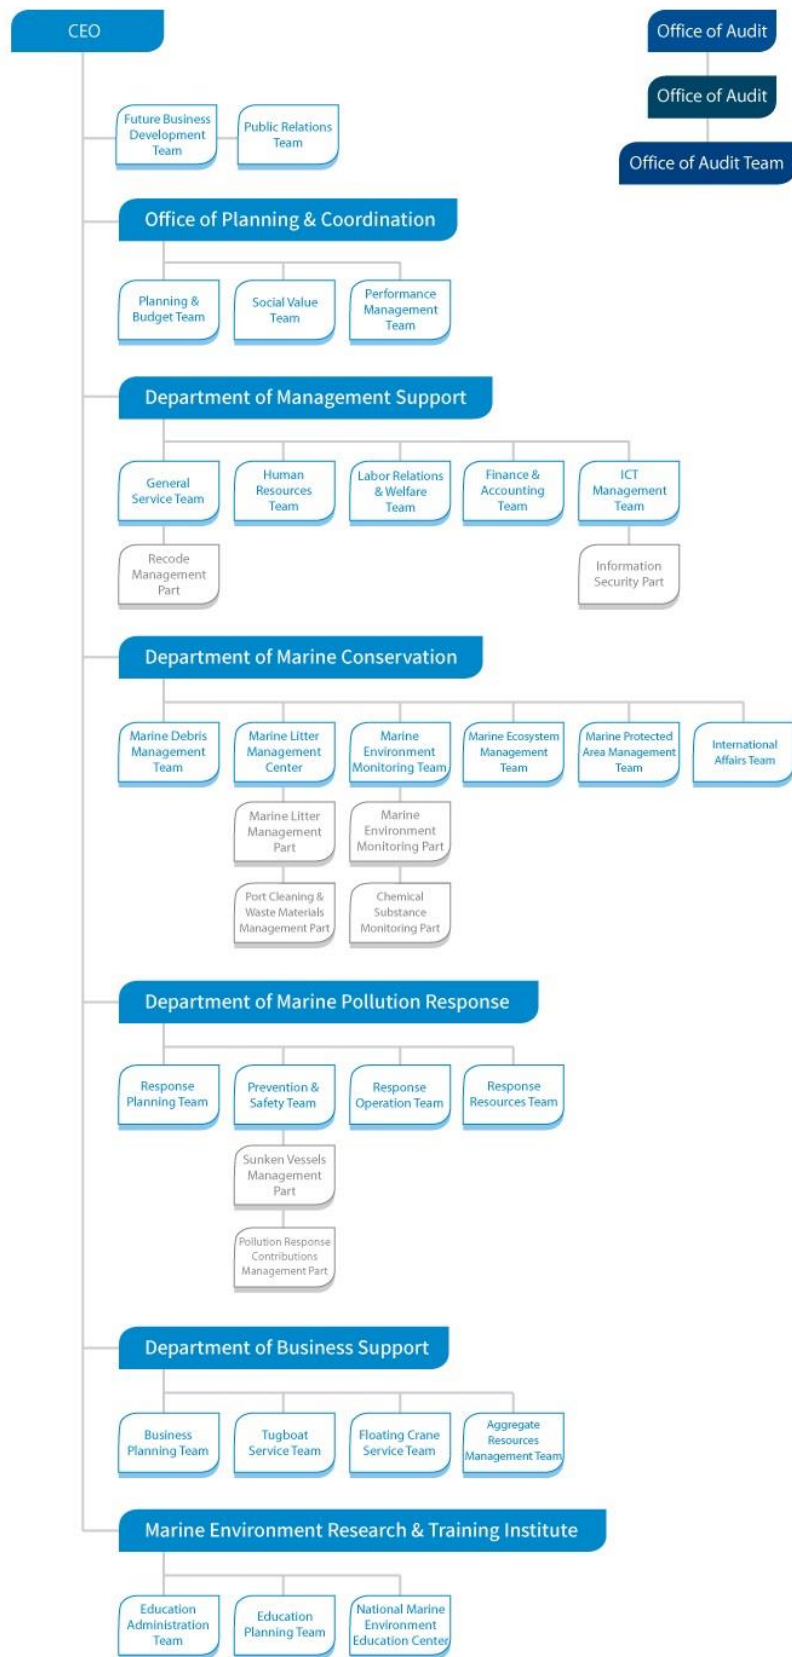 CEO
Office of Audit
Office of Audit
Office of Audit Team
Future Business
Development
Team
Public Relations
Team
Office of Planning & Coordination
Planning &
Budget Team
Social Value
Team
Performance
Management
Team
Department of Management Support
General
Service Team
Human
Resources
Team
Labor Relations
& Welfare
Team
Finance &
Accounting
Team
ICT
Management
Team
Recode
Management
Part
Information
Security Part
Department of Marine Conservation
Marine Debris
Management
Team
Marine Litter
Management
Center
Marine
Environment
Monitoring Team
Marine Ecosystem
Management
Team
Marine Protected
Area Management
Team
International
Affairs Team
Marine Litter
Management
Part
Marine
Environment
Monitoring Part
Port Cleaning &
Waste Materials
Management Part
Chemical
Substance
Monitoring Part
Department of Marine Pollution Response
Response
Planning Team
Prevention &
Safety Team
Response
Operation Team
Response
Resources Team
Sunken Vessels
Management
Part
Pollution Response
Contributions
Management Part
Department of Business Support
Business
Planning Team
Tugboat
Service Team
Floating Crane
Service Team
Aggregate
Resources
Management Team
Marine Environment Research & Training Institute
Education
Administration
Team
Education
Planning Team
National Marine
Environment
Education Center